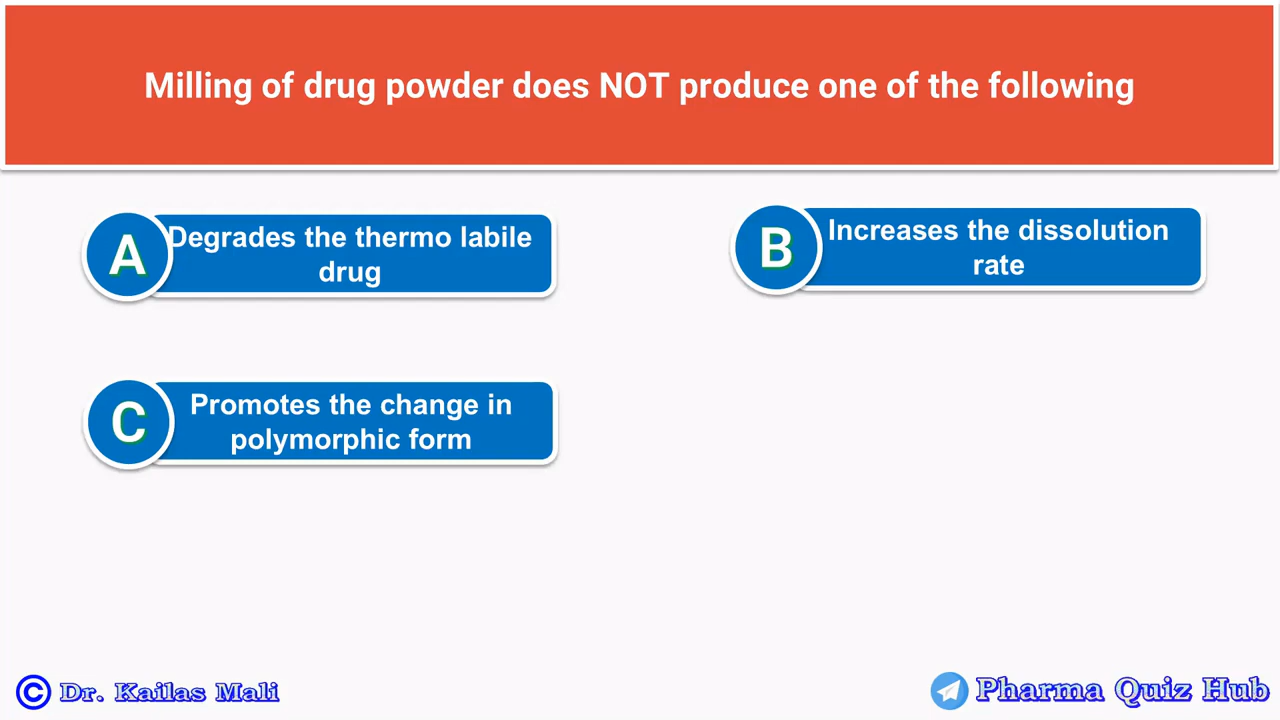 Milling of drug powder does NOT produce one of the following
A
Degrades the thermo labile
drug
B
Increases the dissolution
rate
C
Promotes the change in
polymorphic form
© Dr. Kailas Mali
Pharma Quiz Hub